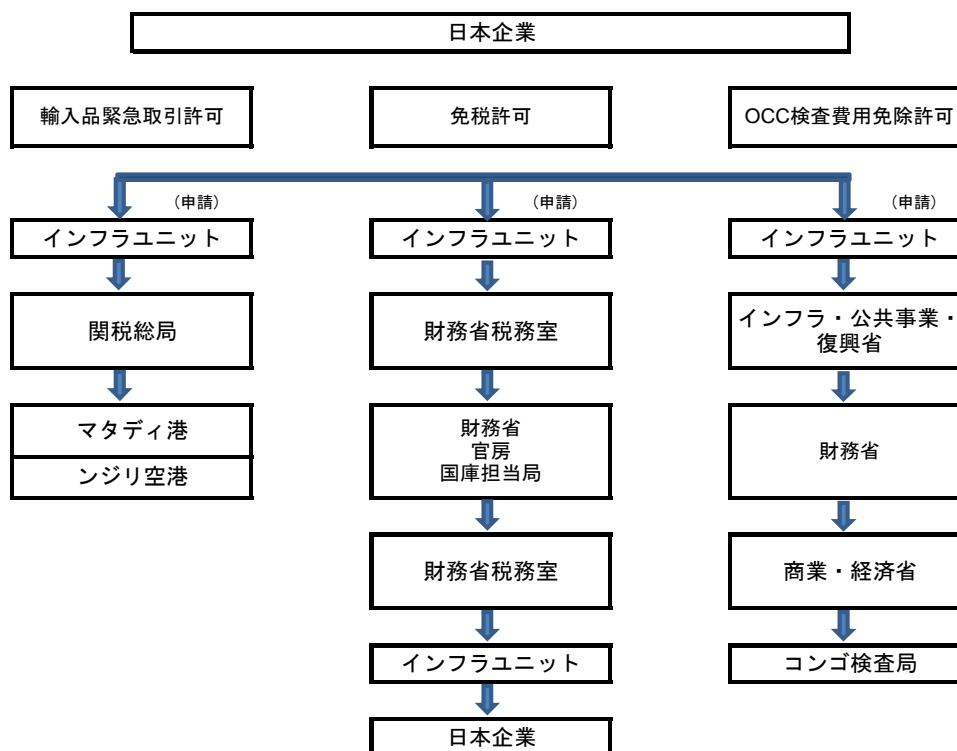 日本企業
輸入品緊急取引許可
免税許可
OCC検査費用免除許可
（申請）
（申請）
（申請）
インフラユニット
インフラユニット
インフラユニット
関税総局
財務省税務室
インフラ・公共事業・
復興省
マタディ港
ンジリ空港
財務省
官房
国庫担当局
財務省
財務省税務室
商業・経済省
インフラユニット
コンゴ検査局
日本企業